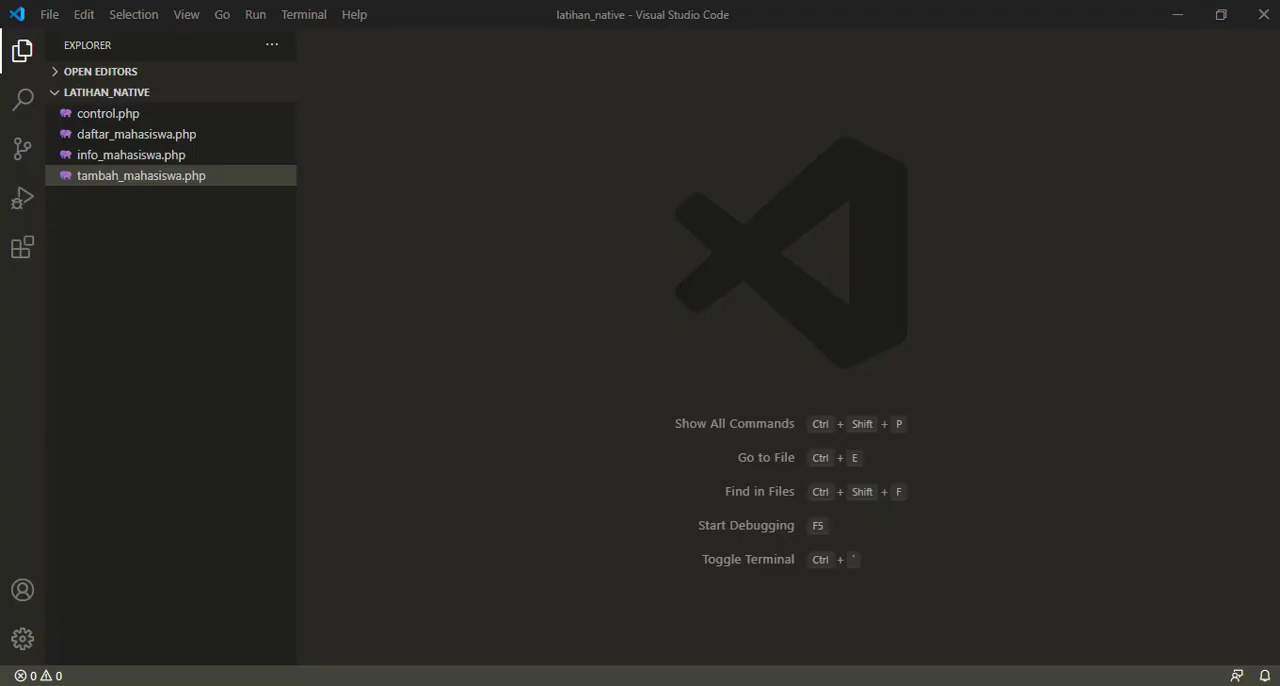 File Edit Selection View Go Run Terminal Help latihan_native - Visual Studio Code
EXPLORER ...
OPEN EDITORS
LATIHAN_NATIVE
control.php
daftar_mahasiswa.php
info_mahasiswa.php
tambah_mahasiswa.php
Show All Commands Ctrl + Shift + P
Go to File Ctrl + E
Find in Files Ctrl + Shift + F
Start Debugging F5
Toggle Terminal Ctrl + `
0 0